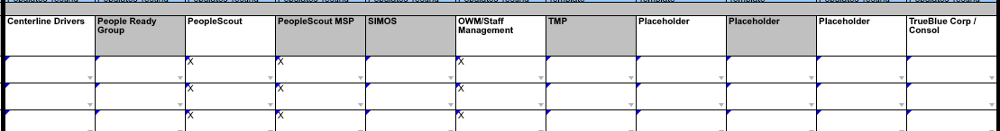 Centerline Drivers
People Ready
Group
PeopleScout
PeopleScout MSP
SIMOS
OWM/Staff
Management
TMP
Placeholder
Placeholder
Placeholder
TrueBlue Corp /
Consol
X X X
X X X
X X X